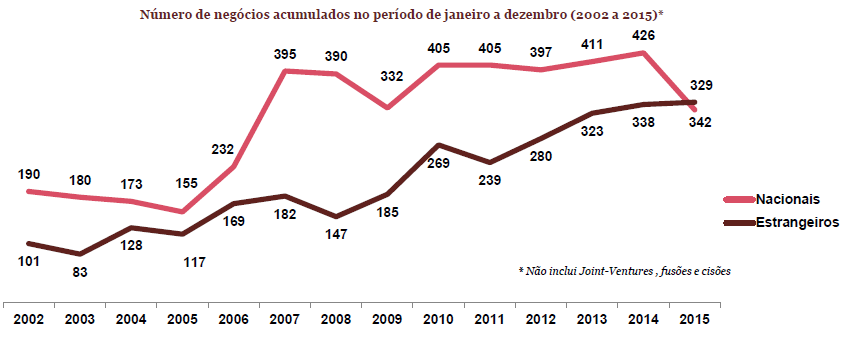 Número de negócios acumulados no período de janeiro a dezembro (2002 a 2015)*
395 390 332 405 405 397 411 426 329
190 180 173 155 232 342
269 239 280 323 338
101 83 128 117 169 182 147 185
Nacionais
Estrangeiros
* Não inclui Joint-Ventures , fusões e cisões
2002 2003 2004 2005 2006 2007 2008 2009 2010 2011 2012 2013 2014 2015